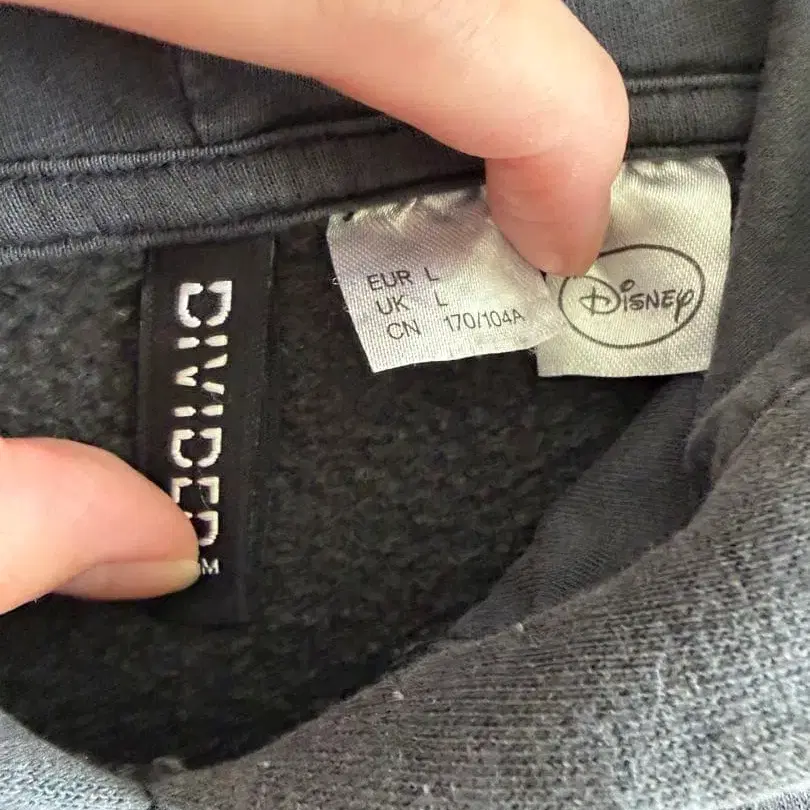 DIVIDED
M
EUR L
UK L
CN 170/104A
Disney